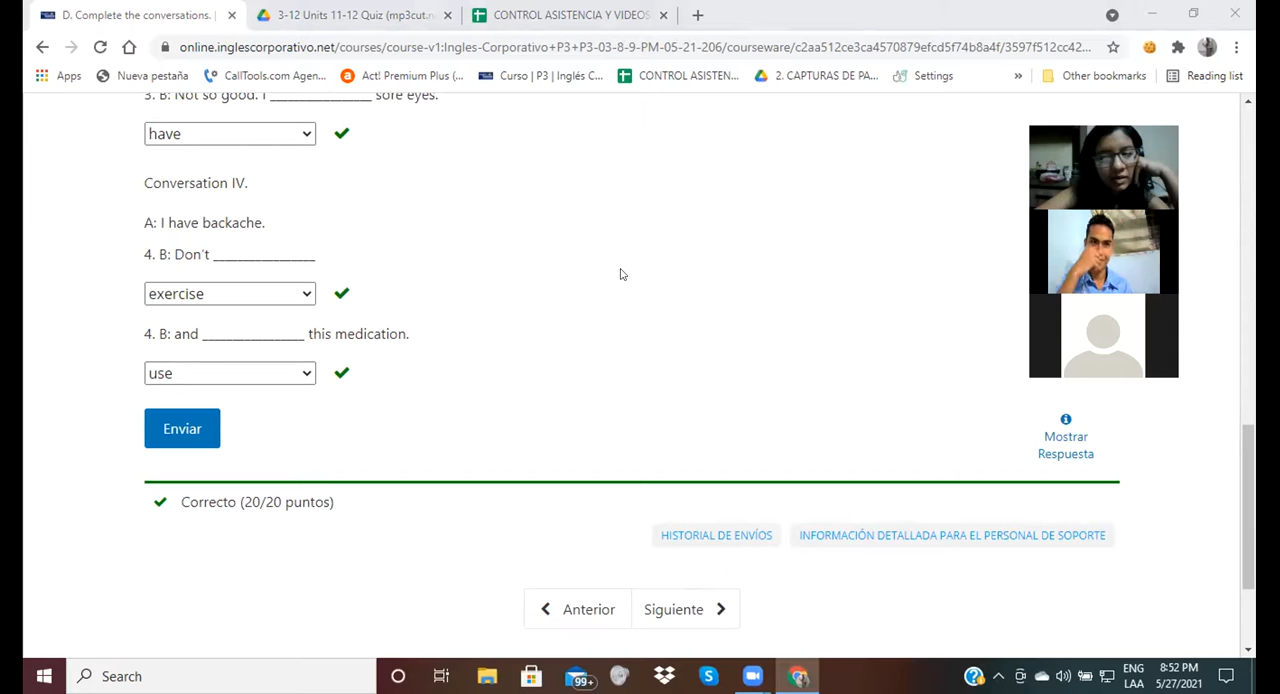 D. Complete the conversations. |
3-12 Units 11-12 Quiz (mp3cut.ne
CONTROL ASISTENCIA Y VIDEOS
online.inglescorporativo.net/courses/course-v1:Ingles-Corporativo+P3+P3-03-8-9-PM-05-21-206/courseware/c2aa512ce3ca4570879efcd5f74b8a4f/3597f512cc42...
Apps
Nueva pestaña
CallTools.com Agen...
Act! Premium Plus (...
Curso | P3 | Inglés C...
CONTROL ASISTEN...
2. CAPTURAS DE PA...
Settings
»
Other bookmarks
Reading list
3. B: Not so good. I ________________ sore eyes.
have
Conversation IV.
A: I have backache.
4. B: Don´t ________________
exercise
4. B: and ________________ this medication.
use
Enviar
Mostrar
Respuesta
Correcto (20/20 puntos)
HISTORIAL DE ENVÍOS
INFORMACIÓN DETALLADA PARA EL PERSONAL DE SOPORTE
Anterior
Siguiente
Search
99+
ENG
LAA
8:52 PM
5/27/2021